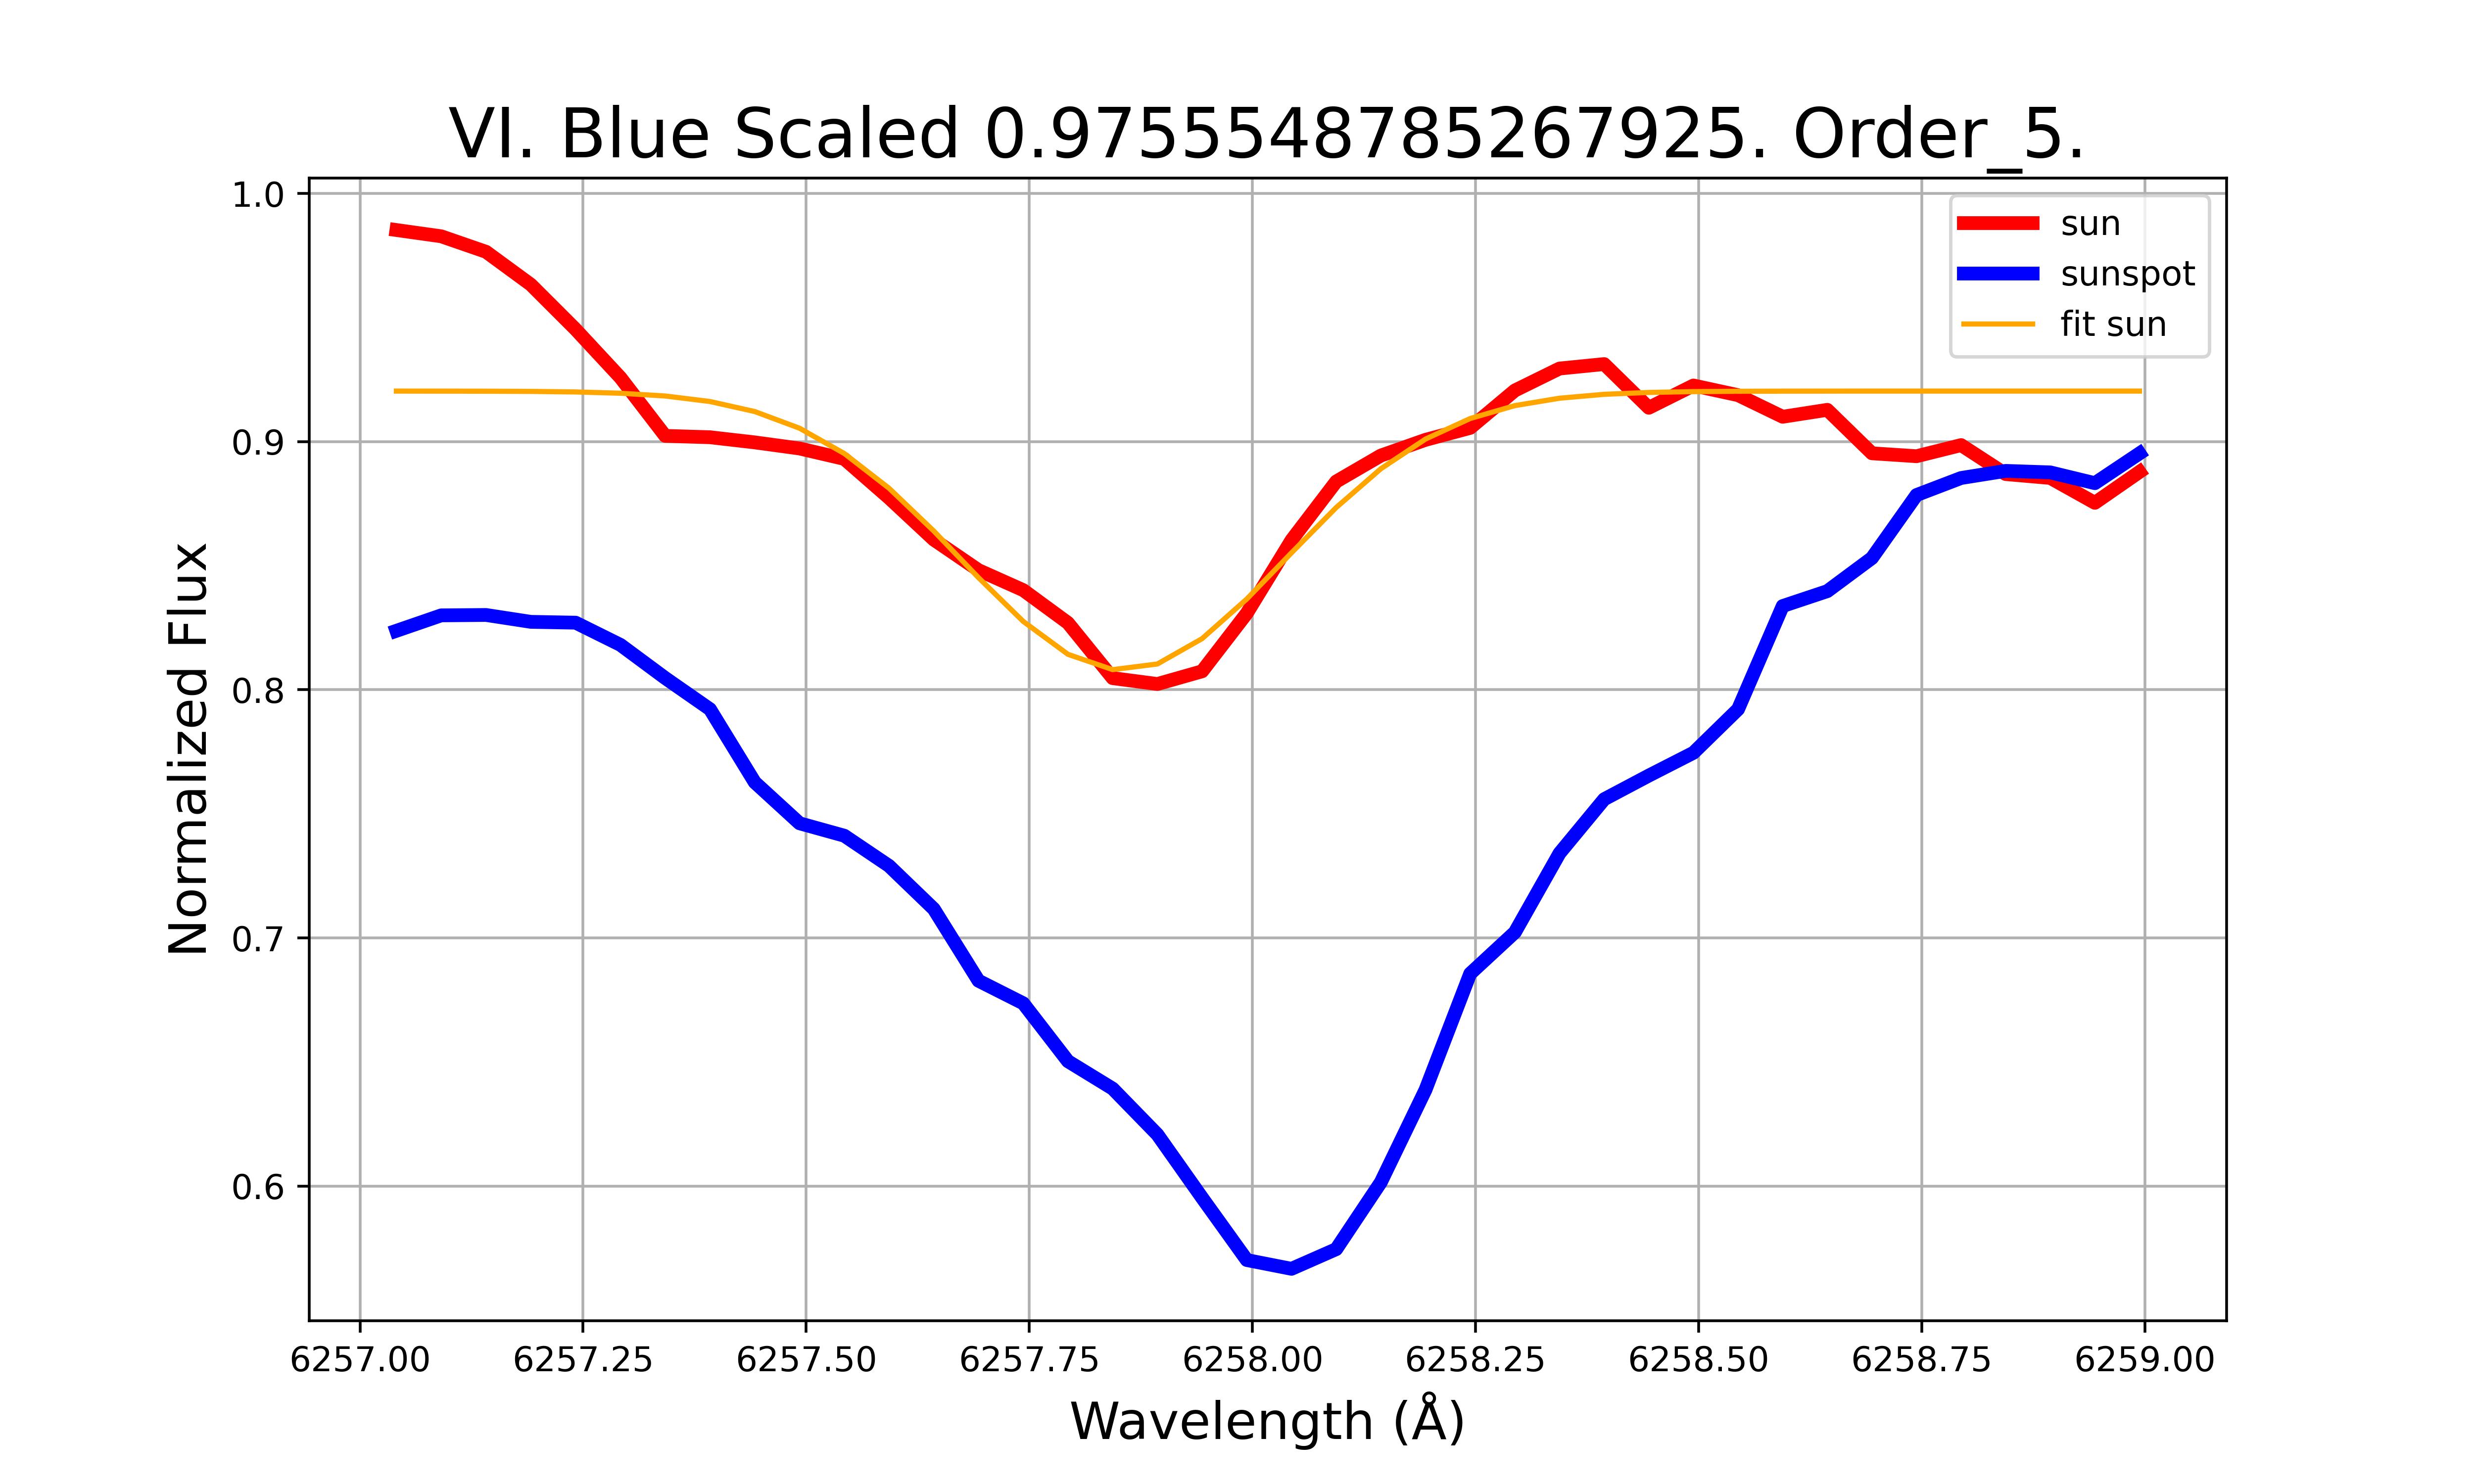 VI. Blue Scaled 0.9755548785267925. Order_5.
sun
sunspot
fit sun
1.0
0.9
0.8
0.7
0.6
Normalized Flux
6257.00 6257.25 6257.50 6257.75 6258.00 6258.25 6258.50 6258.75 6259.00
Wavelength (Å)